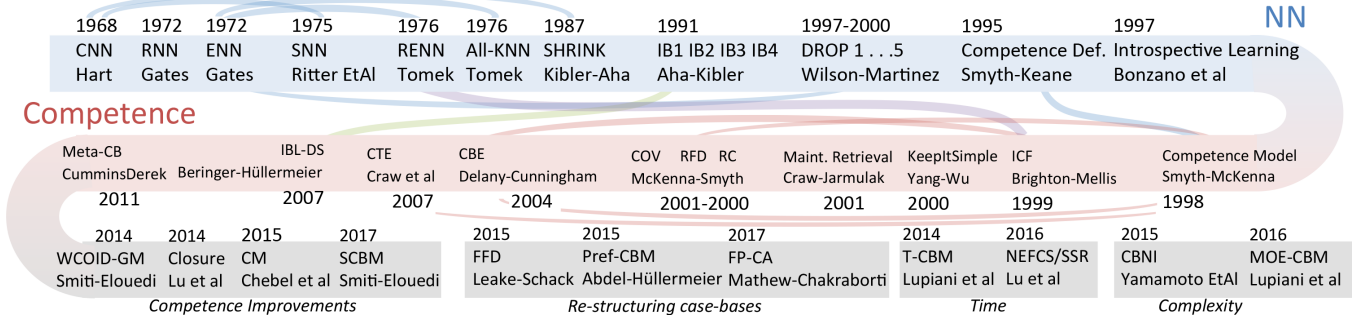 NN
1968 1972 1972 1975 1976 1976 1987 1991 1997-2000 1995 1997
CNN RNN ENN SNN RENN All-KNN SHRINK IB1 IB2 IB3 IB4 DROP 1 . . .5 Competence Def. Introspective Learning
Hart Gates Gates Ritter EtAl Tomek Tomek Kibler-Aha Aha-Kibler Wilson-Martinez Smyth-Keane Bonzano et al
Competence
Meta-CB IBL-DS CTE CBE COV RFD RC Maint. Retrieval KeepItSimple ICF Competence Model
CumminsDerek Beringer-Hüllermeier Craw et al Delany-Cunningham McKenna-Smyth Craw-Jarmulak Yang-Wu Brighton-Mellis Smyth-McKenna
2011 2007 2007 2004 2001-2000 2001 2000 1999 1998
2014 2014 2015 2017 2015 2015 2017 2014 2016 2015 2016
WCOID-GM Closure CM SCBM FFD Pref-CBM FP-CA T-CBM NEFCS/SSR CBNI MOE-CBM
Smiti-Elouedi Lu et al Chebel et al Smiti-Elouedi Leake-Schack Abdel-Hüllermeier Mathew-Chakraborti Lupiani et al Lu et al Yamamoto EtAl Lupiani et al
Competence Improvements Re-structuring case-bases Time Complexity